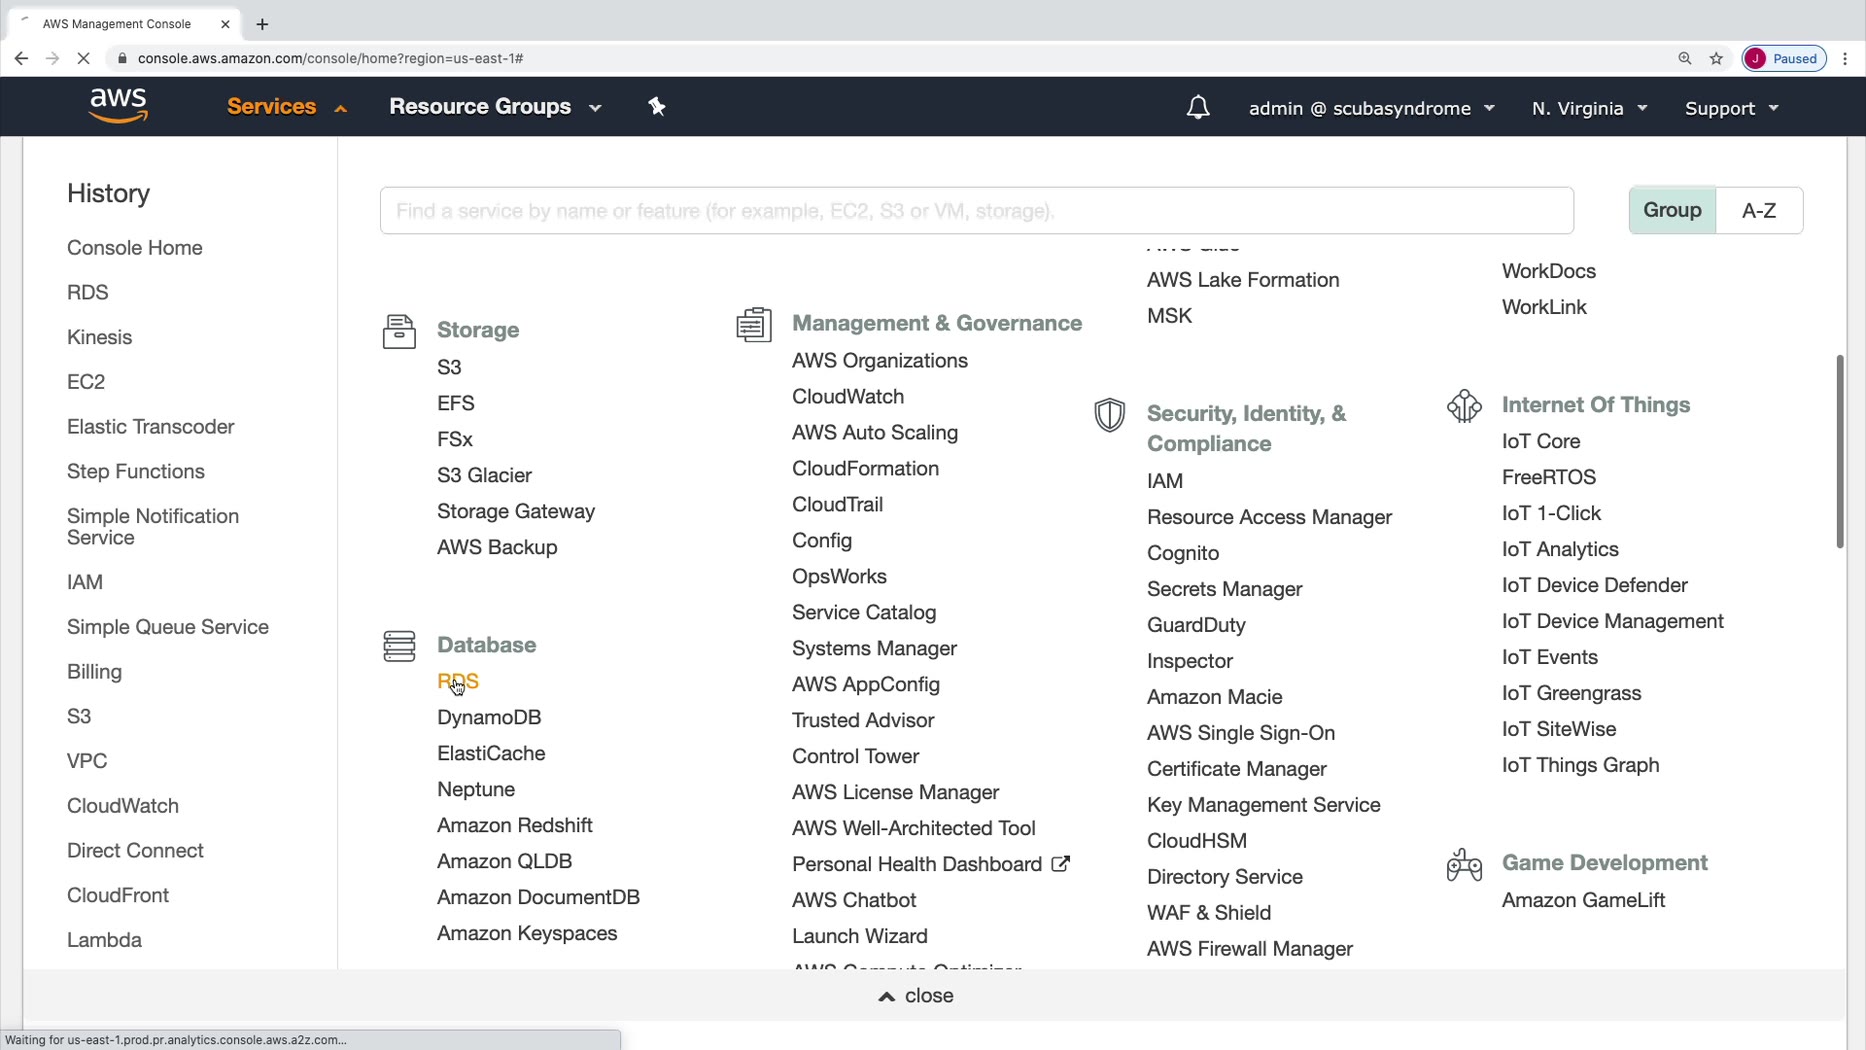 AWS Management Console
console.aws.amazon.com/console/home?region=us-east-1#
J Paused
aws
Services
Resource Groups
admin @ scubasyndrome
N. Virginia
Support
History
Console Home
RDS
Kinesis
EC2
Elastic Transcoder
Step Functions
Simple Notification
Service
IAM
Simple Queue Service
Billing
S3
VPC
CloudWatch
Direct Connect
CloudFront
Lambda
Find a service by name or feature (for example, EC2, S3 or VM, storage).
Group
A-Z
Storage
S3
EFS
FSx
S3 Glacier
Storage Gateway
AWS Backup
Database
RDS
DynamoDB
ElastiCache
Neptune
Amazon Redshift
Amazon QLDB
Amazon DocumentDB
Amazon Keyspaces
Management & Governance
AWS Organizations
CloudWatch
AWS Auto Scaling
CloudFormation
CloudTrail
Config
OpsWorks
Service Catalog
Systems Manager
AWS AppConfig
Trusted Advisor
Control Tower
AWS License Manager
AWS Well-Architected Tool
Personal Health Dashboard
AWS Chatbot
Launch Wizard
AWS Compute Optimizer
AWS Glue
AWS Lake Formation
MSK
Security, Identity, &
Compliance
IAM
Resource Access Manager
Cognito
Secrets Manager
GuardDuty
Inspector
Amazon Macie
AWS Single Sign-On
Certificate Manager
Key Management Service
CloudHSM
Directory Service
WAF & Shield
AWS Firewall Manager
WorkDocs
WorkLink
Internet Of Things
IoT Core
FreeRTOS
IoT 1-Click
IoT Analytics
IoT Device Defender
IoT Device Management
IoT Events
IoT Greengrass
IoT SiteWise
IoT Things Graph
Game Development
Amazon GameLift
close
Waiting for us-east-1.prod.pr.analytics.console.aws.a2z.com...